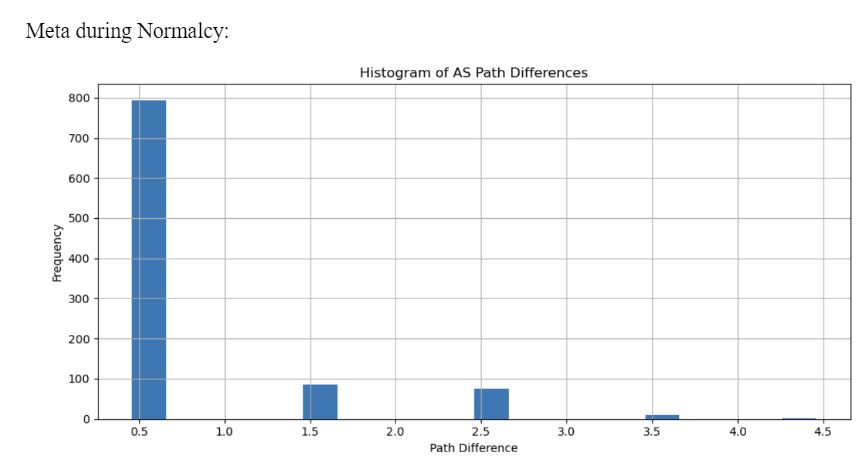 Meta during Normalcy:
Histogram of AS Path Differences
800
700
600
500
400
300
200
100
0
Frequency
0.5 1.0 1.5 2.0 2.5 3.0 3.5 4.0 4.5
Path Difference